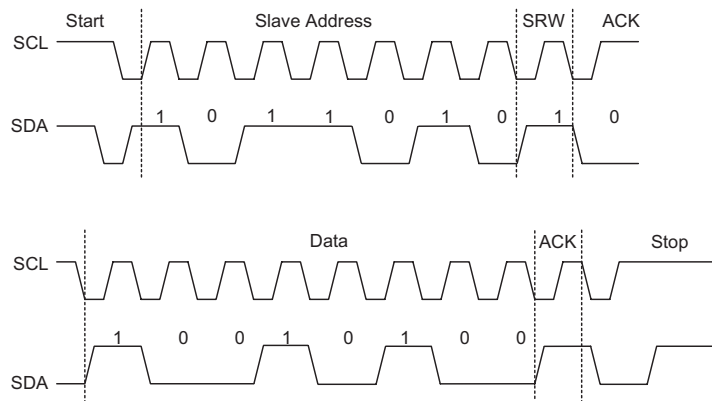 Start Slave Address SRW ACK
SCL
1 0 1 1 0 1 0 1 0
SDA
Data ACK Stop
SCL
1 0 0 1 0 1 0 0
SDA